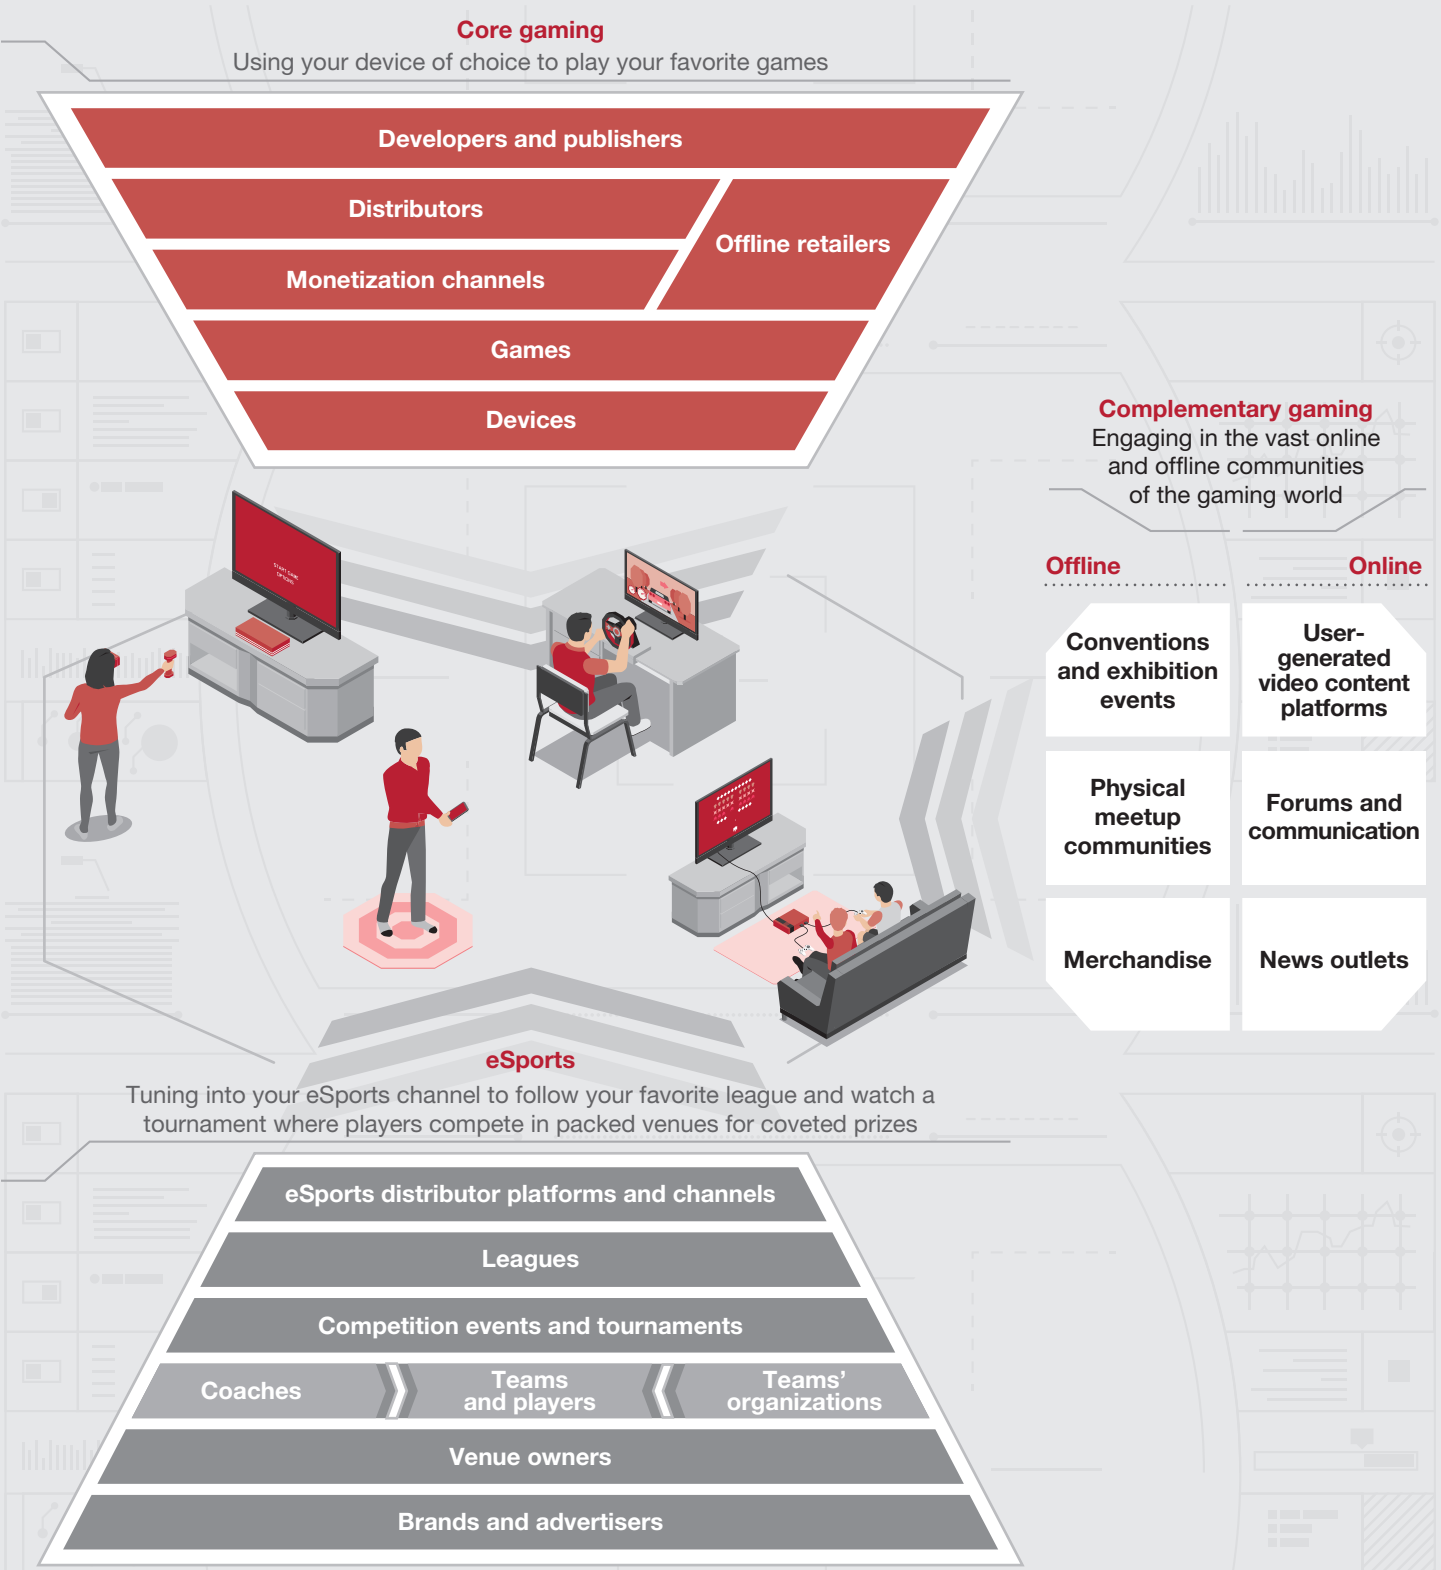 Core gaming
Using your device of choice to play your favorite games
Developers and publishers
Distributors
Offline retailers
Monetization channels
Games
Devices
Complementary gaming
Engaging in the vast online
and offline communities
of the gaming world
Offline
Online
Conventions
and exhibition
events
User-
generated
video content
platforms
Physical
meetup
communities
Forums and
communication
Merchandise
News outlets
START GAME
OPTIONS
eSports
Tuning into your eSports channel to follow your favorite league and watch a
tournament where players compete in packed venues for coveted prizes
eSports distributor platforms and channels
Leagues
Competition events and tournaments
Coaches
Teams
and players
Teams’
organizations
Venue owners
Brands and advertisers